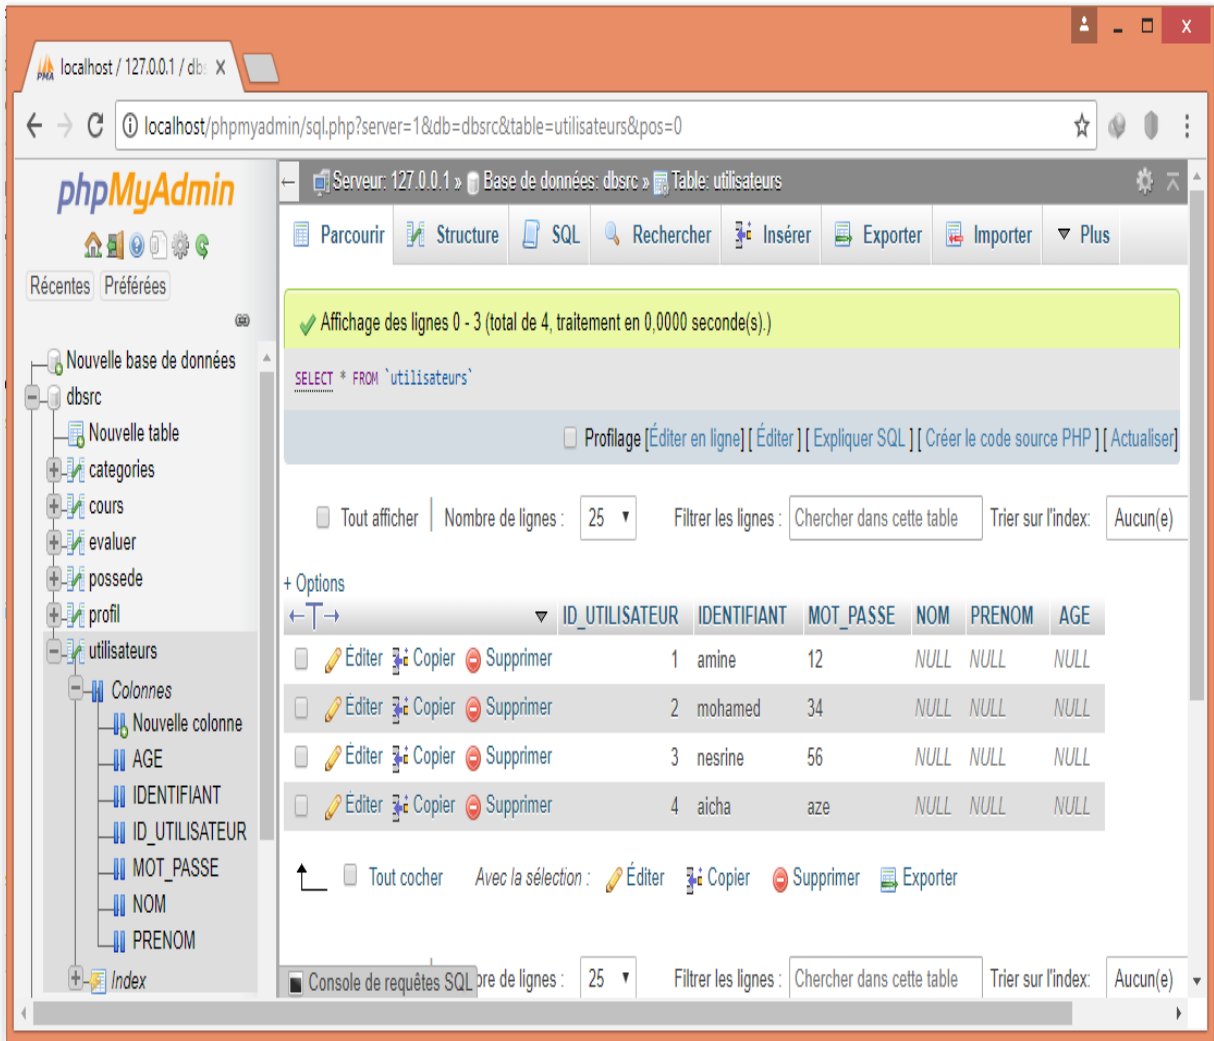 localhost / 127.0.0.1 / dbs
localhost/phpmyadmin/sql.php?server=1&db=dbsrc&table=utilisateurs&pos=0
phpMyAdmin
Récentes Préférées
Nouvelle base de données
dbsrc
Nouvelle table
categories
cours
evaluer
possede
profil
utilisateurs
Colonnes
Nouvelle colonne
AGE
IDENTIFIANT
ID_UTILISATEUR
MOT_PASSE
NOM
PRENOM
Index
Serveur: 127.0.0.1 » Base de données: dbsrc » Table: utilisateurs
Parcourir Structure SQL Rechercher Insérer Exporter Importer Plus
Affichage des lignes 0 - 3 (total de 4, traitement en 0,0000 seconde(s).)
SELECT * FROM `utilisateurs`
Profilage [Éditer en ligne] [ Éditer ] [ Expliquer SQL ] [ Créer le code source PHP ] [ Actualiser]
Tout afficher Nombre de lignes : 25 Filtrer les lignes : Chercher dans cette table Trier sur l'index: Aucun(e)
+ Options
ID_UTILISATEUR IDENTIFIANT MOT_PASSE NOM PRENOM AGE
Éditer Copier Supprimer 1 amine 12 NULL NULL NULL
Éditer Copier Supprimer 2 mohamed 34 NULL NULL NULL
Éditer Copier Supprimer 3 nesrine 56 NULL NULL NULL
Éditer Copier Supprimer 4 aicha aze NULL NULL NULL
Tout cocher Avec la sélection : Éditer Copier Supprimer Exporter
Console de requêtes SQL bre de lignes : 25 Filtrer les lignes : Chercher dans cette table Trier sur l'index: Aucun(e)